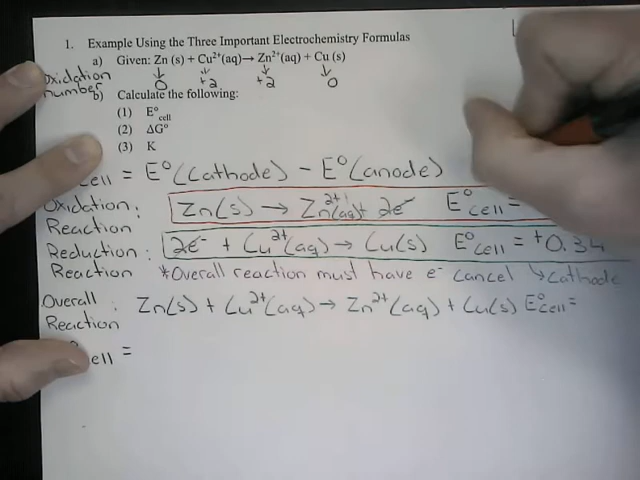 1. Example Using the Three Important Electrochemistry Formulas
a) Given: Zn (s) + Cu²⁺(aq)→ Zn²⁺(aq) + Cu (s)
Oxidation number
0 +2 +2 0
b) Calculate the following:
(1) E°cell
(2) ΔG°
(3) K
cell = E°(Cathode) - E°(anode)
Oxidation Reaction: Zn(s) → Zn²⁺(aq) + 2e⁻ E°cell =
Reduction Reaction: 2e⁻ + Cu²⁺(aq) → Cu(s) E°cell = +0.34
*Overall reaction must have e⁻ cancel ↳cathode
Overall Reaction: Zn(s) + Cu²⁺(aq) → Zn²⁺(aq) + Cu(s) E°cell =
cell =